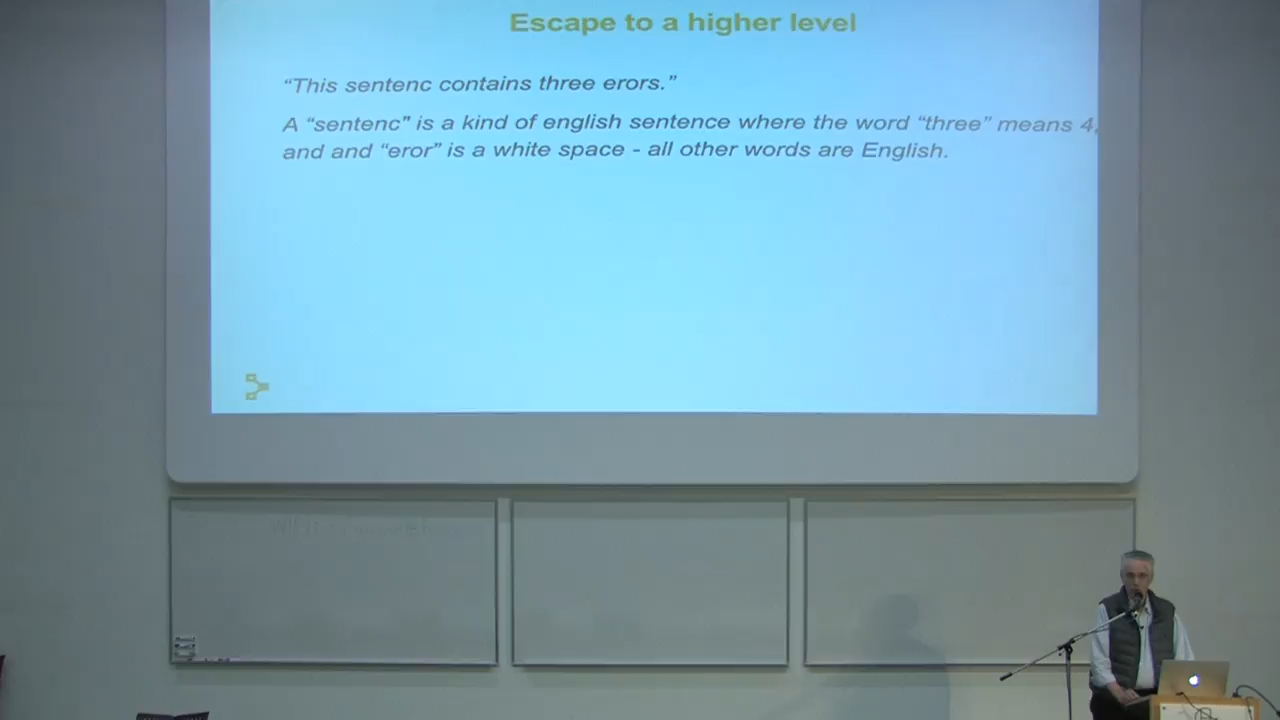 Escape to a higher level
“This sentenc contains three erors.”
A “sentenc” is a kind of english sentence where the word “three” means 4,
and and “eror” is a white space - all other words are English.